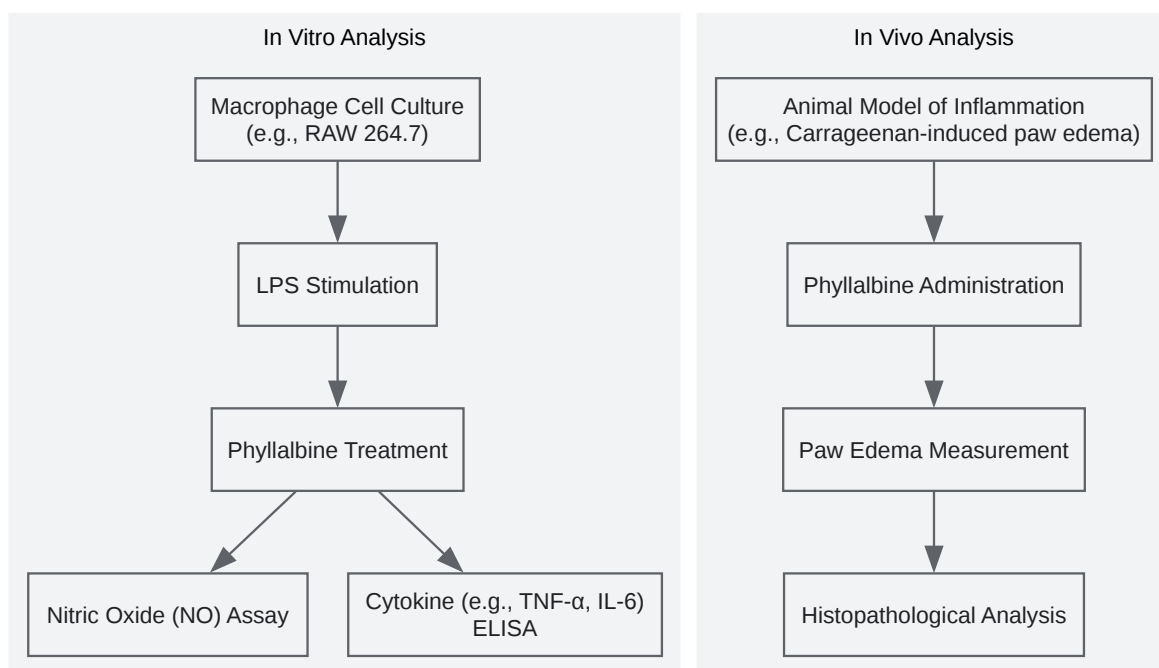 In Vitro Analysis
Macrophage Cell Culture
(e.g., RAW 264.7)
LPS Stimulation
Phyllalbine Treatment
Nitric Oxide (NO) Assay
Cytokine (e.g., TNF-α, IL-6)
ELISA
In Vivo Analysis
Animal Model of Inflammation
(e.g., Carrageenan-induced paw edema)
Phyllalbine Administration
Paw Edema Measurement
Histopathological Analysis